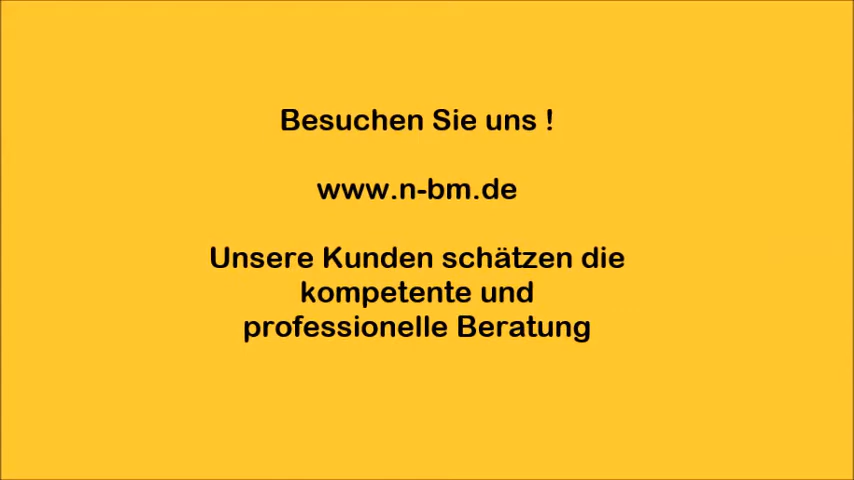 Besuchen Sie uns !
www.n-bm.de
Unsere Kunden schätzen die
kompetente und
professionelle Beratung